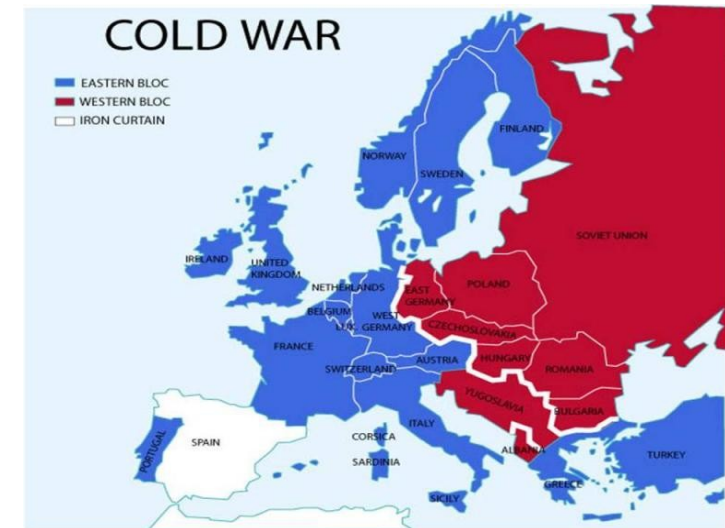 COLD WAR
EASTERN BLOC
WESTERN BLOC
IRON CURTAIN
FINLAND
NORWAY
SWEDEN
SOVIET UNION
IRELAND
UNITED
KINGDOM
NETHERLANDS
EAST
GERMANY
POLAND
BELGIUM
WEST
GERMANY
LUX.
CZECHOSLOVAKIA
FRANCE
SWITZERLAND
AUSTRIA
HUNGARY
ROMANIA
YUGOSLAVIA
BULGARIA
ITALY
PORTUGAL
SPAIN
CORSICA
SARDINIA
ALBANIA
TURKEY
GREECE
SICILY